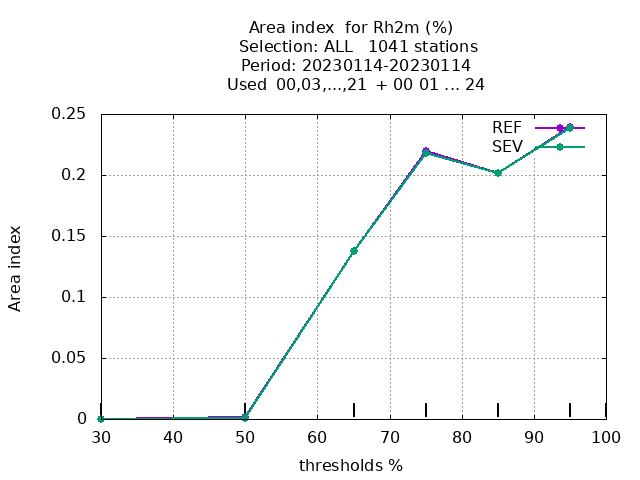 Area index  for Rh2m (%)
Selection: ALL   1041 stations
Period: 20230114-20230114
Used  00,03,...,21  + 00 01 ... 24
0.25
REF
SEV
0.2
0.15
Area index
0.1
0.05
0
30 40 50 60 70 80 90 100
thresholds %